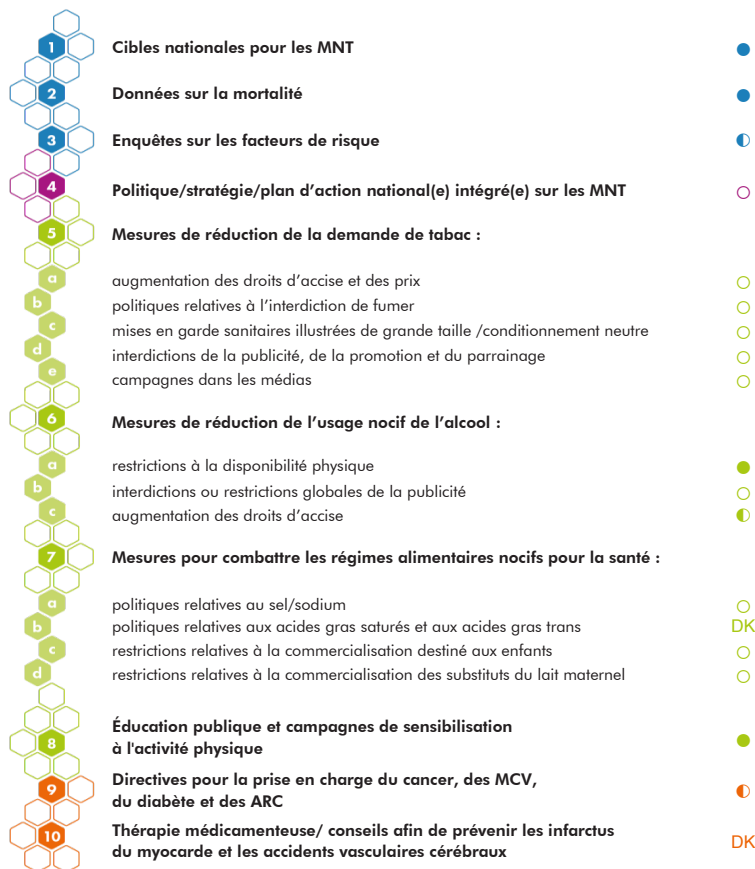 1 Cibles nationales pour les MNT ●
2 Données sur la mortalité ●
3 Enquêtes sur les facteurs de risque ◐
4 Politique/stratégie/plan d'action national(e) intégré(e) sur les MNT ○
5 Mesures de réduction de la demande de tabac :
a augmentation des droits d'accise et des prix ○
b politiques relatives à l'interdiction de fumer ○
c mises en garde sanitaires illustrées de grande taille /conditionnement neutre ○
d interdictions de la publicité, de la promotion et du parrainage ○
e campagnes dans les médias ○
6 Mesures de réduction de l'usage nocif de l'alcool :
a restrictions à la disponibilité physique ●
b interdictions ou restrictions globales de la publicité ○
c augmentation des droits d'accise ◐
7 Mesures pour combattre les régimes alimentaires nocifs pour la santé :
a politiques relatives au sel/sodium ○
b politiques relatives aux acides gras saturés et aux acides gras trans DK
c restrictions relatives à la commercialisation destiné aux enfants ○
d restrictions relatives à la commercialisation des substituts du lait maternel ○
8 Éducation publique et campagnes de sensibilisation
à l'activité physique ●
9 Directives pour la prise en charge du cancer, des MCV,
du diabète et des ARC ◐
10 Thérapie médicamenteuse/ conseils afin de prévenir les infarctus
du myocarde et les accidents vasculaires cérébraux DK